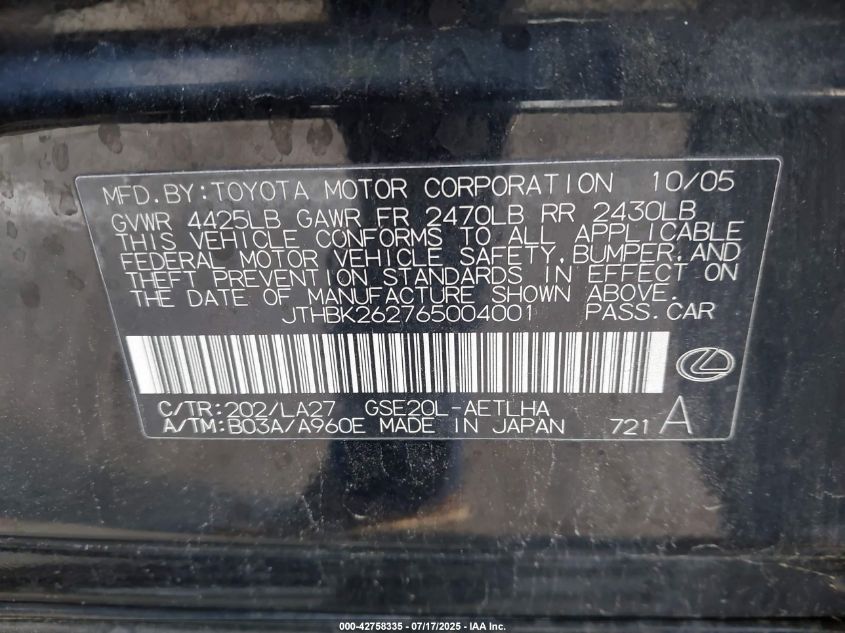 MFD.BY:TOYOTA MOTOR CORPORATION 10/05
GVWR 4425LB GAWR FR 2470LB RR 2430LB
THIS VEHICLE CONFORMS TO ALL APPLICABLE
FEDERAL MOTOR VEHICLE SAFETY,BUMPER,AND
THEFT PREVENTION STANDARDS IN EFFECT ON
THE DATE OF MANUFACTURE SHOWN ABOVE.
JTHBK262765004001 PASS.CAR
C/TR:202/LA27 GSE20L-AETLHA
A/TM:B03A/A960E MADE IN JAPAN 721 A
000-42758335 - 07/17/2025 - IAA Inc.